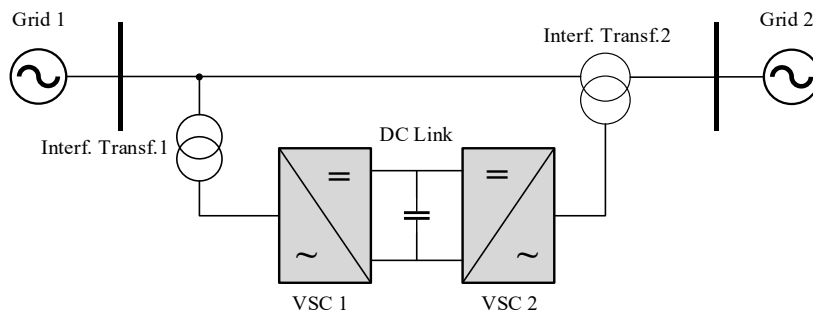 Grid 1
Interf. Transf.2
Grid 2
Interf. Transf.1
DC Link
VSC 1
VSC 2